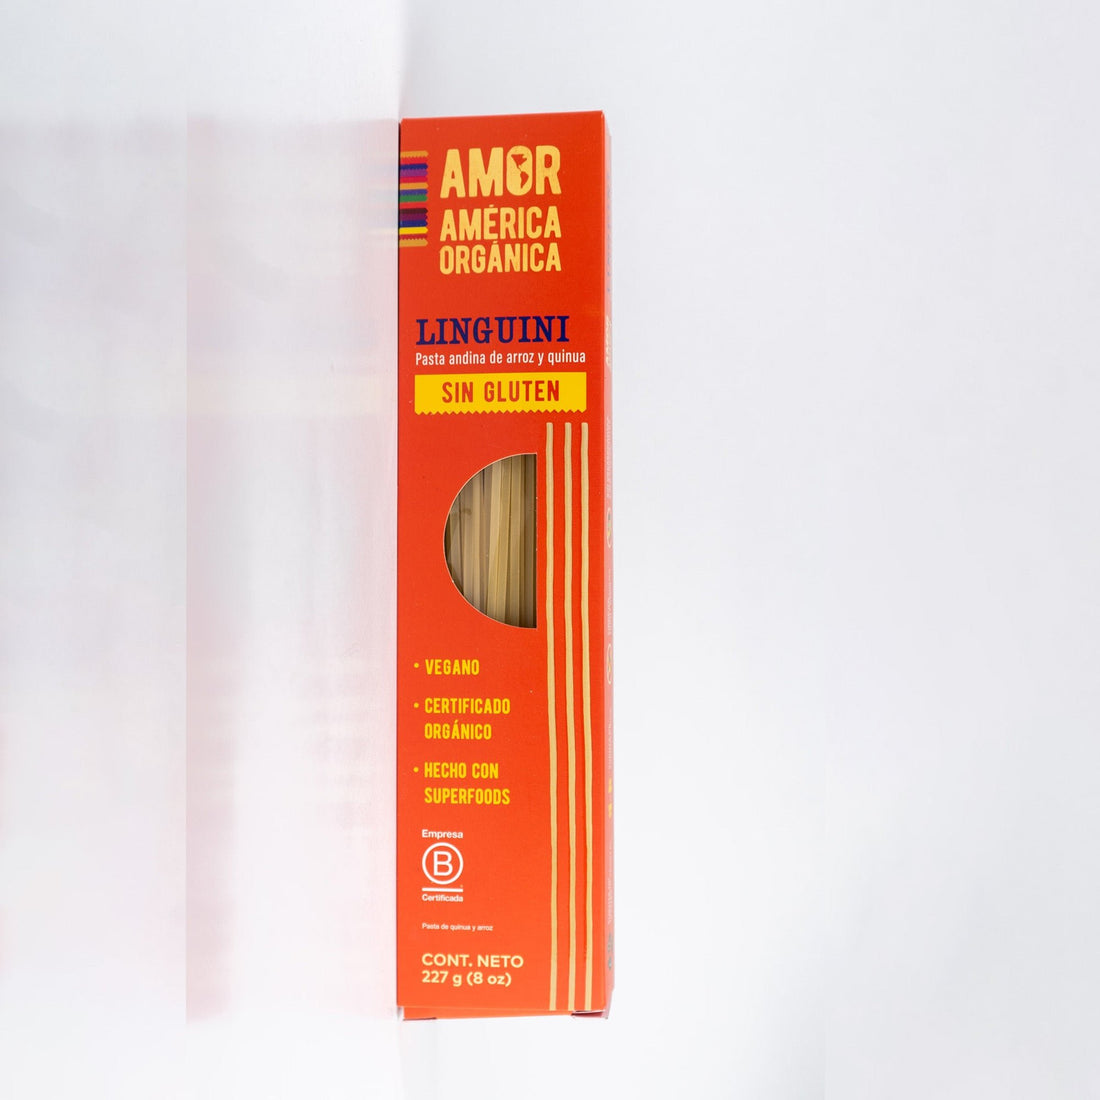 AMOR
AMÉRICA
ORGÁNICA
LINGUINI
Pasta andina de arroz y quinua
SIN GLUTEN
• VEGANO
• CERTIFICADO
ORGÁNICO
• HECHO CON
SUPERFOODS
Empresa
B
Certificada
Pasta de quinua y arroz
CONT. NETO
227 g (8 oz)